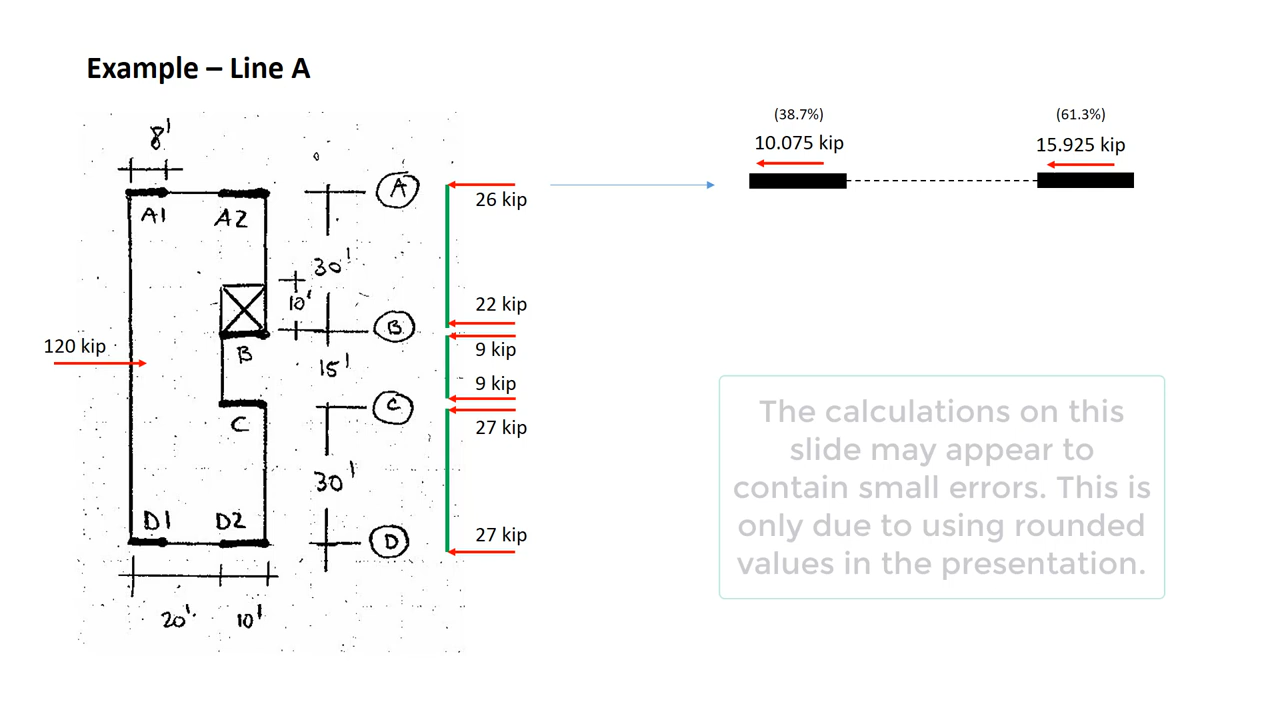 Example – Line A
8'
A1
A2
A
30'
10'
B
B
15'
C
C
30'
D1
D2
D
20'
10'
120 kip
26 kip
22 kip
9 kip
9 kip
27 kip
27 kip
(38.7%)
10.075 kip
(61.3%)
15.925 kip
The calculations on this
slide may appear to
contain small errors. This is
only due to using rounded
values in the presentation.